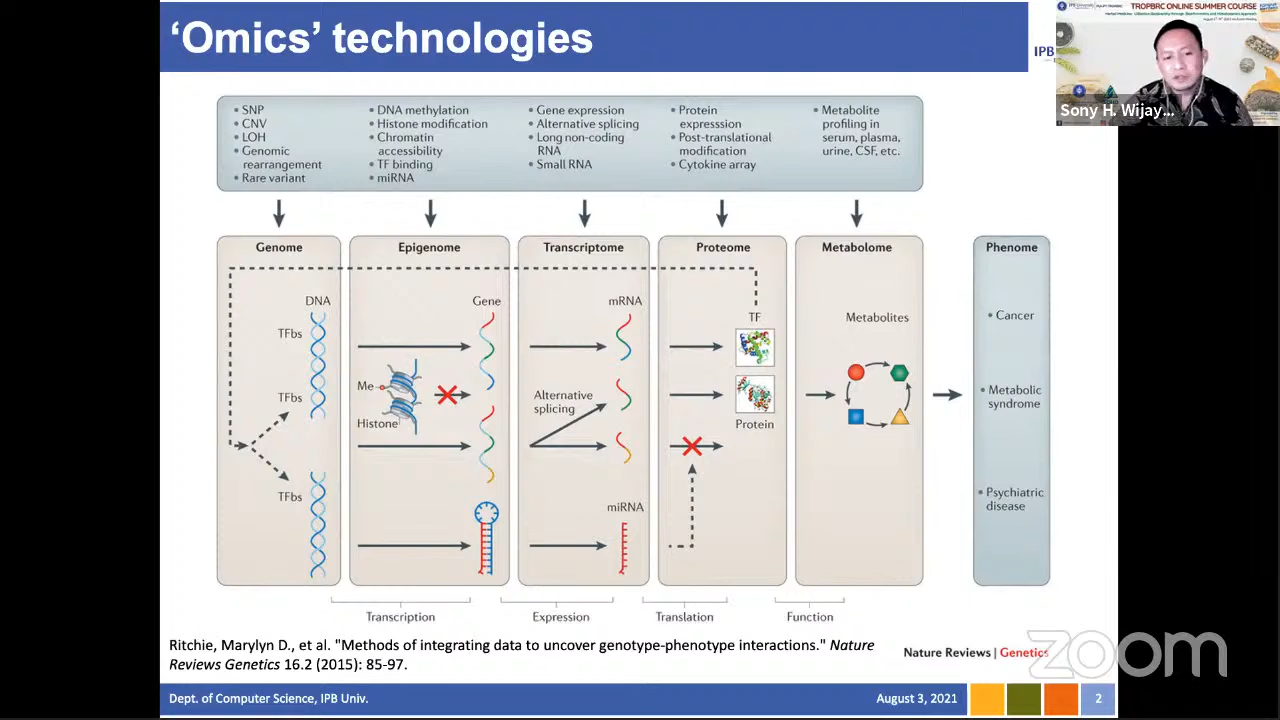 'Omics' technologies
IPB
TROPBRC ONLINE SUMMER COURSE
Sony H. Wijay...
• SNP
• CNV
• LOH
• Genomic
rearrangement
• Rare variant
• DNA methylation
• Histone modification
• Chromatin
accessibility
• TF binding
• miRNA
• Gene expression
• Alternative splicing
• Long non-coding
RNA
• Small RNA
• Protein
expresssion
• Post-translational
modification
• Cytokine array
• Metabolite
profiling in
serum, plasma,
urine, CSF, etc.
Genome
Epigenome
Transcriptome
Proteome
Metabolome
Phenome
DNA
TFbs
TFbs
TFbs
Gene
Me
Histone
mRNA
Alternative
splicing
miRNA
TF
Protein
Metabolites
• Cancer
• Metabolic
syndrome
• Psychiatric
disease
Transcription
Expression
Translation
Function
Ritchie, Marylyn D., et al. "Methods of integrating data to uncover genotype-phenotype interactions." Nature
Reviews Genetics 16.2 (2015): 85-97.
Nature Reviews | Genetics
zoom
Dept. of Computer Science, IPB Univ.
August 3, 2021
2